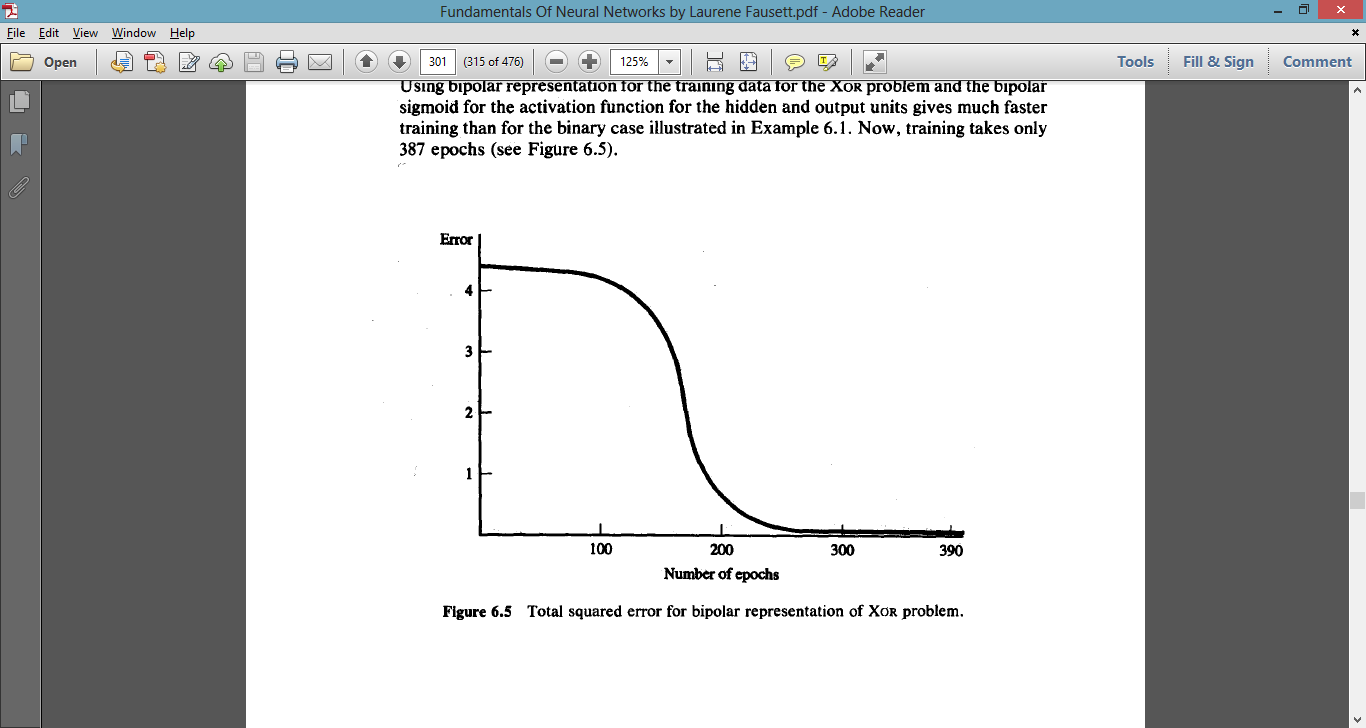 Fundamentals Of Neural Networks by Laurene Fausett.pdf - Adobe Reader
File Edit View Window Help
Open 301 (315 of 476) 125% Tools Fill & Sign Comment
Using bipolar representation for the training data for the XOR problem and the bipolar
sigmoid for the activation function for the hidden and output units gives much faster
training than for the binary case illustrated in Example 6.1. Now, training takes only
387 epochs (see Figure 6.5).
Error
4
3
2
1
100 200 300 390
Number of epochs
Figure 6.5 Total squared error for bipolar representation of XOR problem.